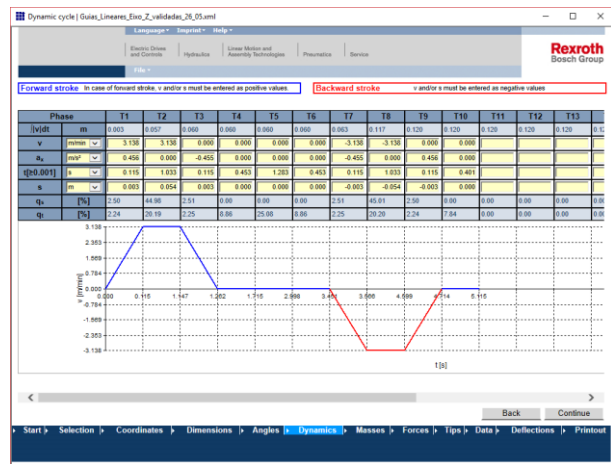 Dynamic cycle | Guias_Lineares_Eixo_Z_validadas_26_05.xml
Language Imprint Help
Electric Drives and Controls Hydraulics Linear Motion and Assembly Technologies Pneumatics Service
Rexroth
Bosch Group
File
Forward stroke In case of forward stroke, v and/or s must be entered as positive values.
Backward stroke v and/or s must be entered as negative values
Phase T1 T2 T3 T4 T5 T6 T7 T8 T9 T10 T11 T12 T13
∫|v|dt m 0.003 0.057 0.060 0.060 0.060 0.060 0.063 0.117 0.120 0.120 0.120 0.120 0.120
v m/min 3.138 3.138 0.000 0.000 0.000 0.000 -3.138 -3.138 0.000 0.000
a m/s² 0.456 0.000 -0.455 0.000 0.000 0.000 -0.455 0.000 0.456 0.000
t[≥0.001] s 0.115 1.033 0.115 0.453 1.283 0.453 0.115 1.033 0.115 0.401
s m 0.003 0.054 0.003 0.000 0.000 0.000 -0.003 -0.054 -0.003 0.000
[%] 2.50 44.98 2.51 0.00 0.00 0.00 2.51 45.01 2.50 0.00 0.00 0.00 0.00
qt [%] 2.24 20.19 2.25 8.86 25.08 8.86 2.25 20.20 2.24 7.84 0.00 0.00 0.00
3.138
2.353
1.569
0.784
0.000
-0.784
-1.569
-2.353
-3.138
v [m/min]
0.000 0.115 1.147 1.262 1.715 2.998 3.566 4.599 4.714 5.115
t [s]
Back Continue
Start Selection Coordinates Dimensions Angles Dynamics Masses Forces Tips Data Deflections Printout